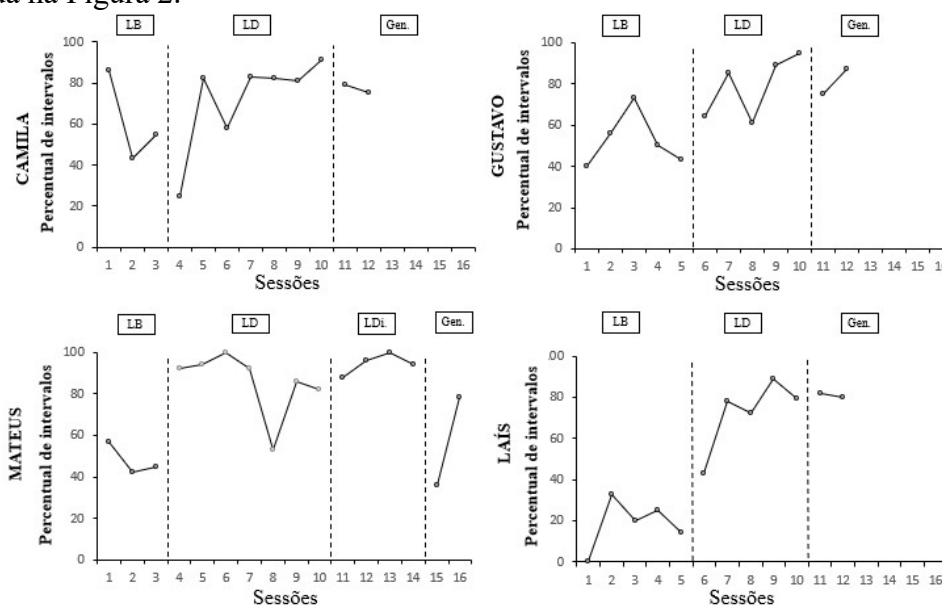 na Figura 2.
LB LD Gen.
CAMILA
Percentual de intervalos
100
80
60
40
20
0
1 2 3 4 5 6 7 8 9 10 11 12 13 14 15 16
Sessões
LB LD Gen.
GUSTAVO
Percentual de intervalos
100
80
60
40
20
0
1 2 3 4 5 6 7 8 9 10 11 12 13 14 15
Sessões
LB LD LDi. Gen.
MATEUS
Percentual de intervalos
100
80
60
40
20
0
1 2 3 4 5 6 7 8 9 10 11 12 13 14 15 16
Sessões
LB LD Gen.
LAÍS
Percentual de intervalos
00
80
60
40
20
0
1 2 3 4 5 6 7 8 9 10 11 12 13 14 15 16
Sessões